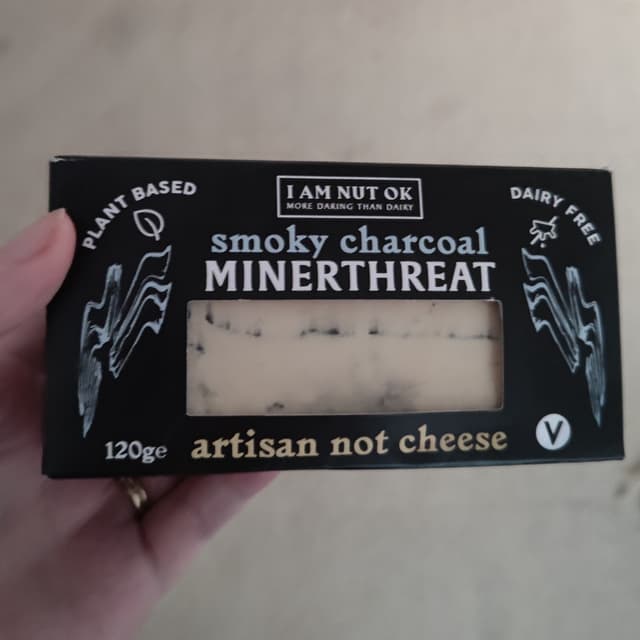 I AM NUT OK
MORE DARING THAN DAIRY
PLANT BASED
DAIRY FREE
smoky charcoal
MINERTHREAT
120ge
artisan not cheese
V